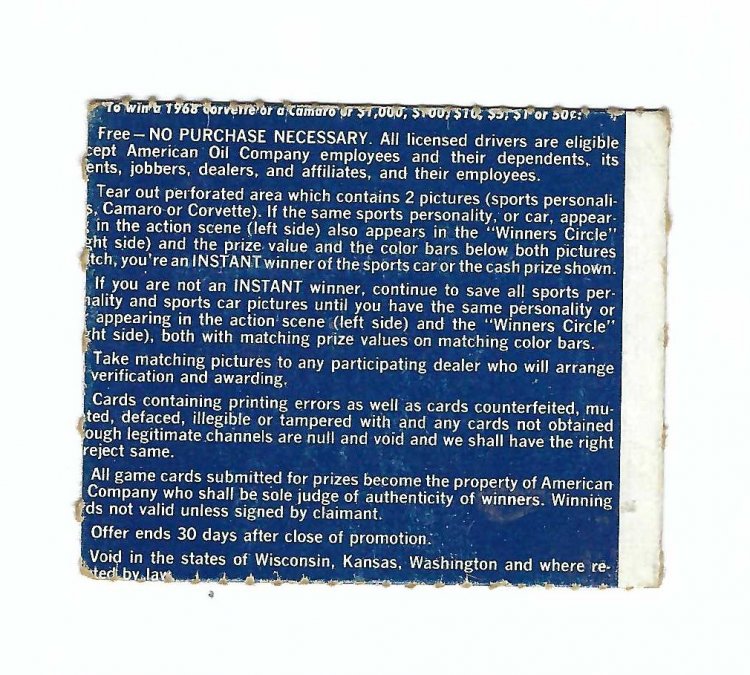 To win a 1968 Corvette or a Camaro or $1,000, $100, $10, $5, $1 or 50¢:
Free — NO PURCHASE NECESSARY. All licensed drivers are eligible
cept American Oil Company employees and their dependents, its
ents, jobbers, dealers, and affiliates, and their employees.
Tear out perforated area which contains 2 pictures (sports personali-
s, Camaro or Corvette). If the same sports personality, or car, appear-
in the action scene (left side) also appears in the "Winners Circle"
ght side) and the prize value and the color bars below both pictures
tch, you're an INSTANT winner of the sports car or the cash prize shown.
If you are not an INSTANT winner, continue to save all sports per-
nality and sports car pictures until you have the same personality or
appearing in the action scene (left side) and the "Winners Circle"
ght side), both with matching prize values on matching color bars.
Take matching pictures to any participating dealer who will arrange
verification and awarding.
Cards containing printing errors as well as cards counterfeited, mu-
ted, defaced, illegible or tampered with and any cards not obtained
ough legitimate channels are null and void and we shall have the right
reject same.
All game cards submitted for prizes become the property of American
Company who shall be sole judge of authenticity of winners. Winning
ds not valid unless signed by claimant.
Offer ends 30 days after close of promotion.
Void in the states of Wisconsin, Kansas, Washington and where re-
ted by law